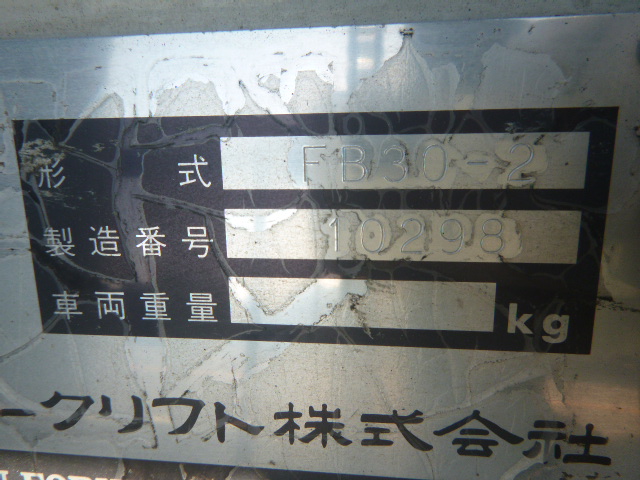 形式 FB30-2
製造番号 10298
車両重量 kg
ークリフト株式会社